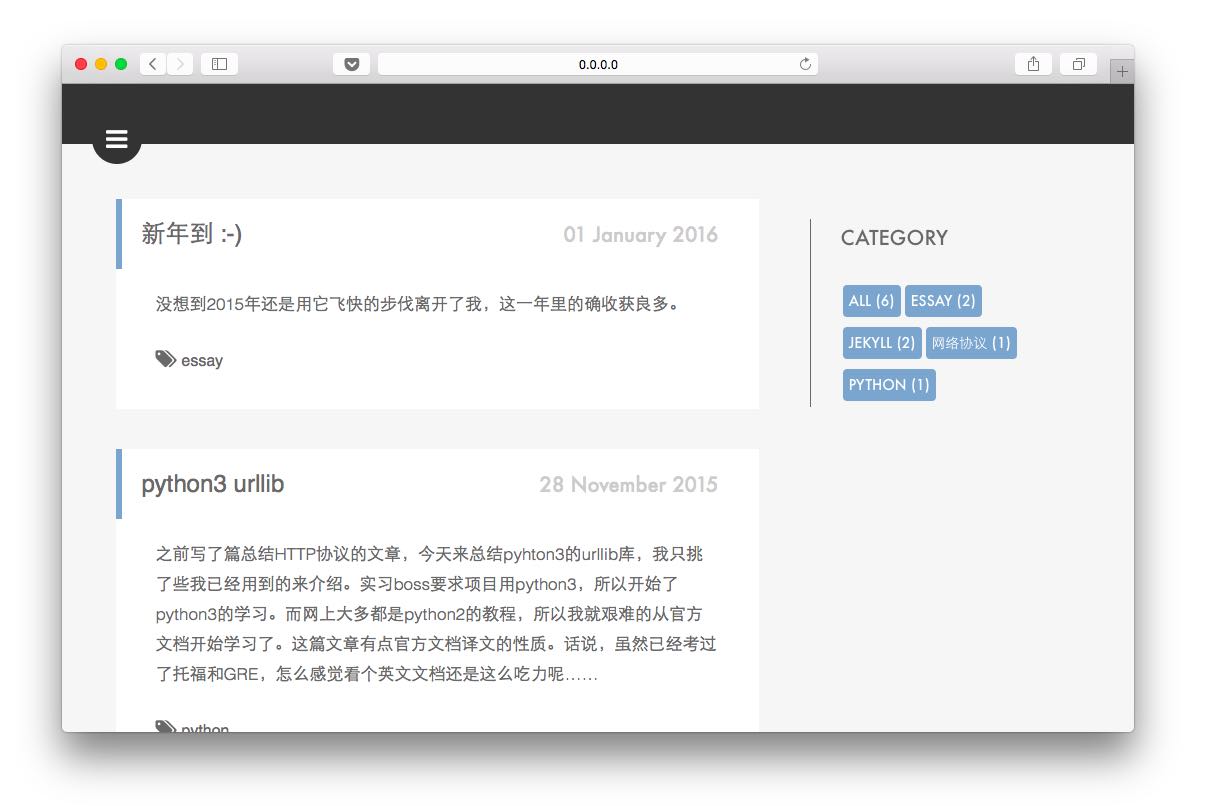 0.0.0.0
新年到 :-)
01 January 2016
没想到2015年还是用它飞快的步伐离开了我，这一年里的确收获良多。
essay
python3 urllib
28 November 2015
之前写了篇总结HTTP协议的文章，今天来总结pyhton3的urllib库，我只挑
了些我已经用到的来介绍。实习boss要求项目用python3，所以开始了
python3的学习。而网上大多都是python2的教程，所以我就艰难的从官方
文档开始学习了。这篇文章有点官方文档译文的性质。话说，虽然已经考过
了托福和GRE，怎么感觉看个英文文档还是这么吃力呢……
python
CATEGORY
ALL (6) ESSAY (2)
JEKYLL (2) 网络协议 (1)
PYTHON (1)